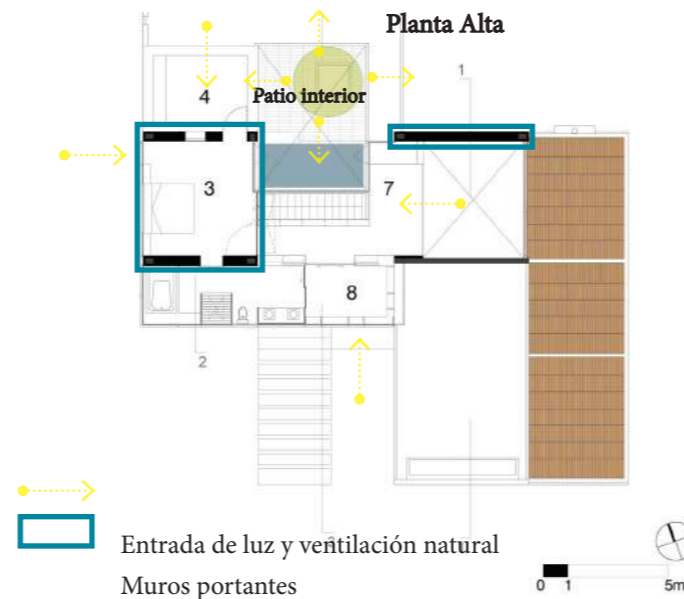 Planta Alta
1
4
Patio interior
3
7
8
2
Entrada de luz y ventilación natural
Muros portantes
0 1 5m